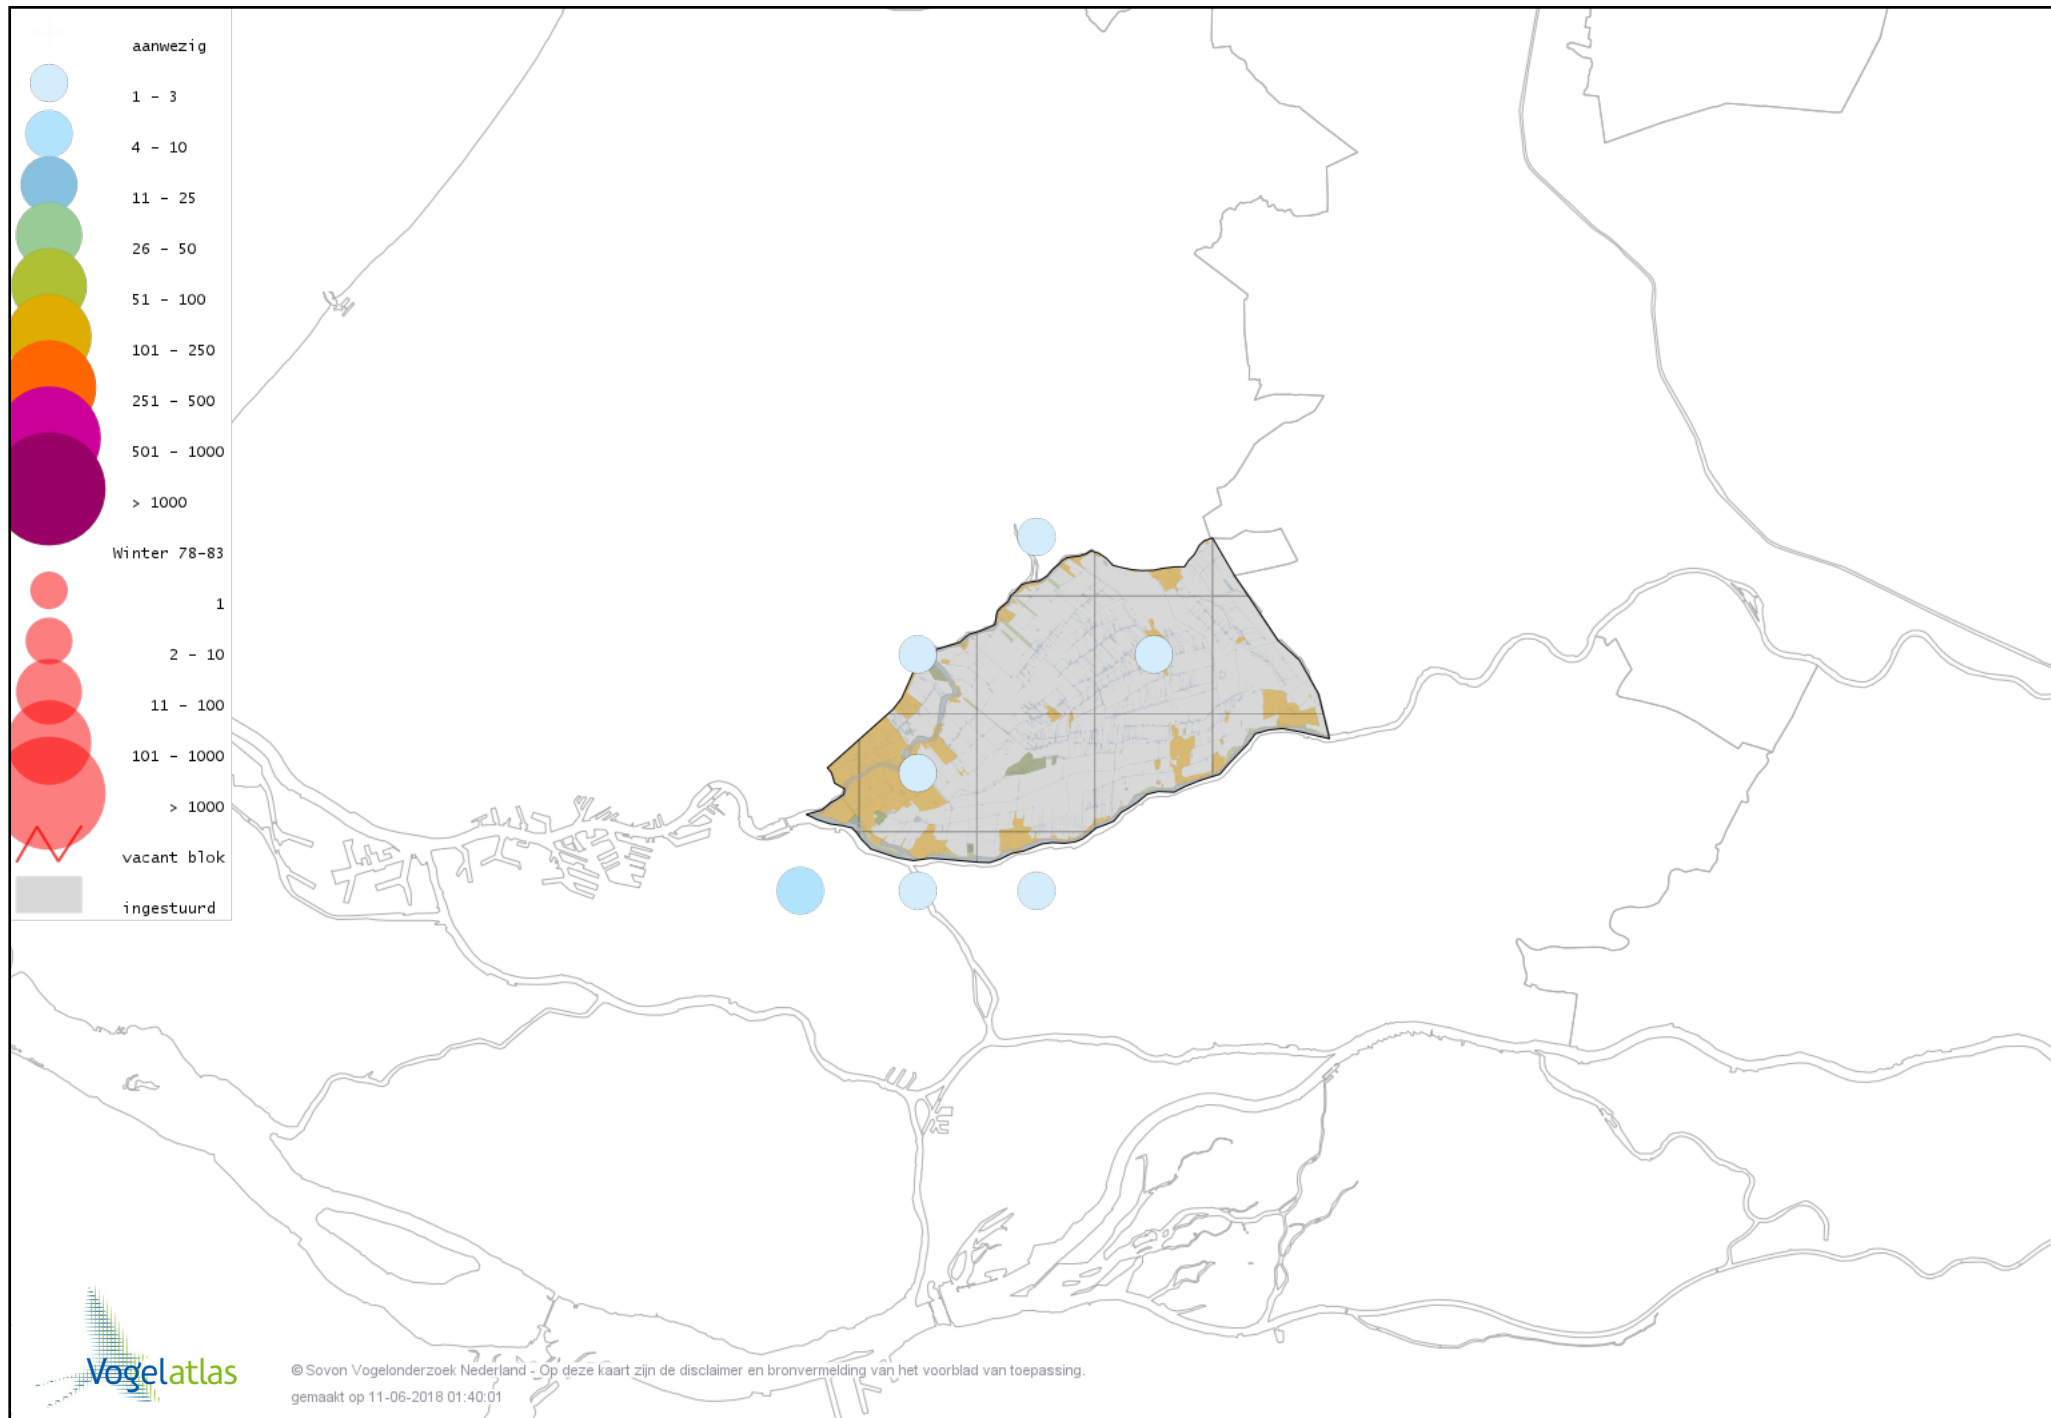 aanwezig
1 - 3
4 - 10
11 - 25
26 - 50
51 - 100
101 - 250
251 - 500
501 - 1000
> 1000
Winter 78-83
1
2 - 10
11 - 100
101 - 1000
> 1000
vacant blok
ingestuurd
Vogelatlas
© Sovon Vogelonderzoek Nederland - Op deze kaart zijn de disclaimer en bronvermelding van het voorblad van toepassing.
gemaakt op 11-06-2018 01:40:01